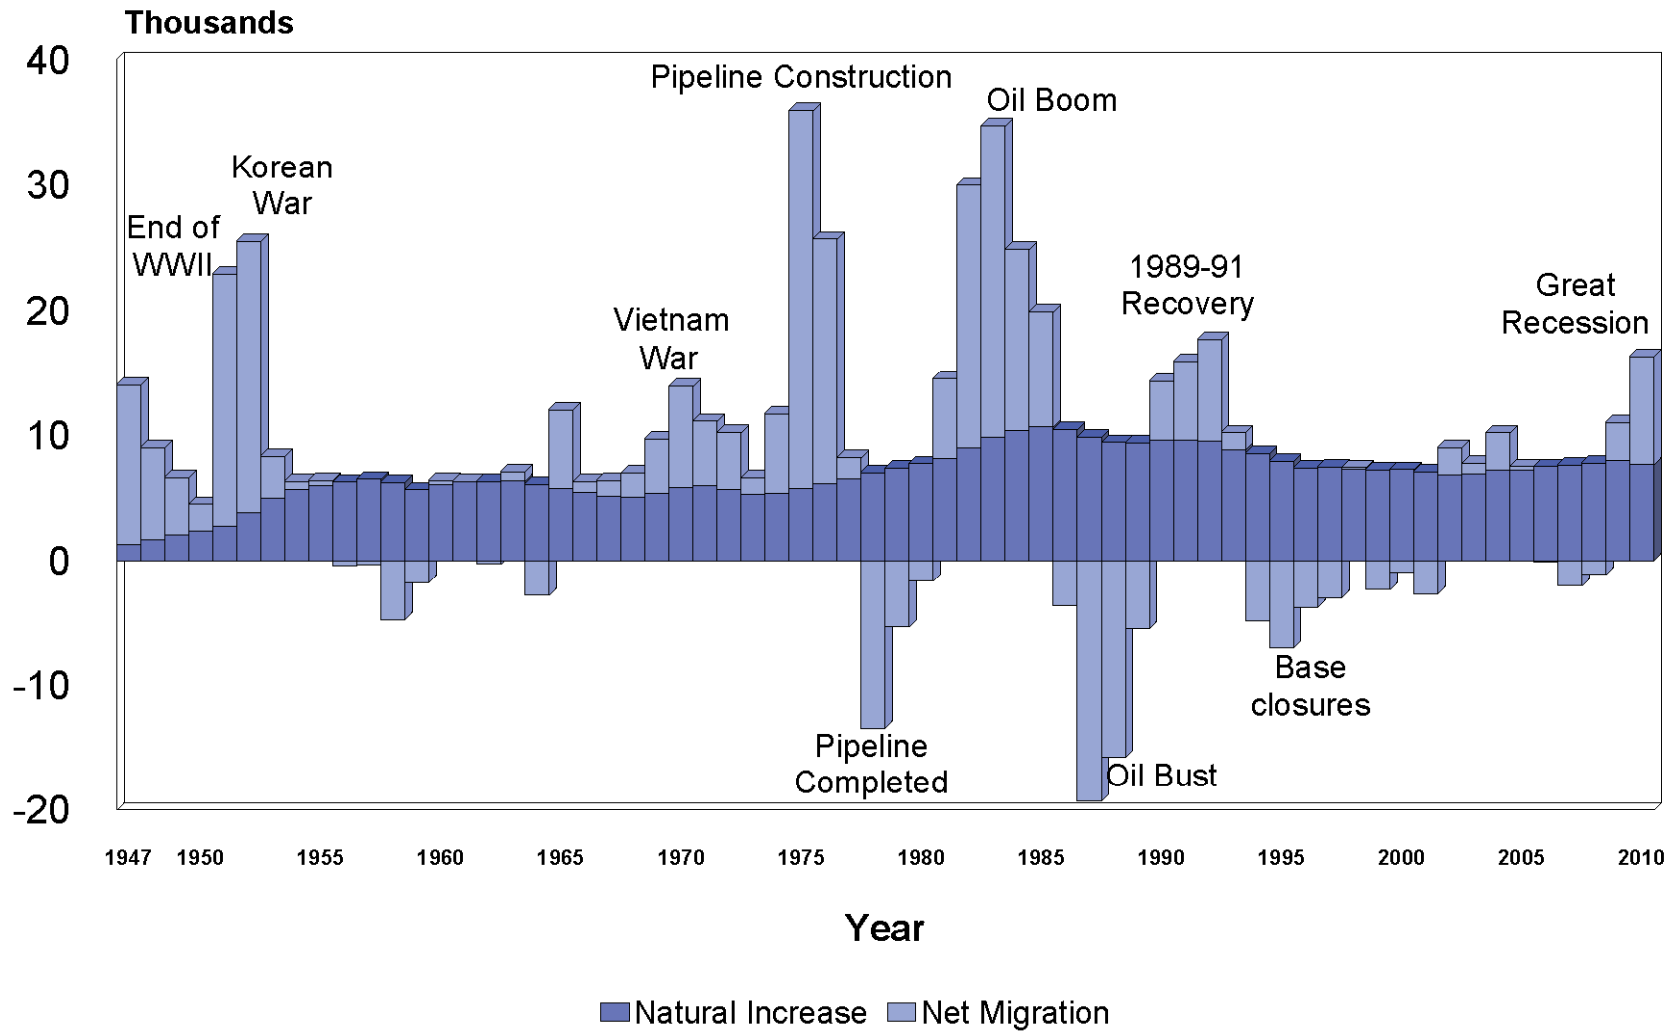 Thousands
40
Pipeline Construction
Oil Boom
Korean
War
30
End of
WWII
1989-91
Recovery
Great
Recession
20
Vietnam
War
10
0
-10
Base
closures
Pipeline
Completed
Oil Bust
-20
1947 1950 1955 1960 1965 1970 1975 1980 1985 1990 1995 2000 2005 2010
Year
Natural Increase Net Migration